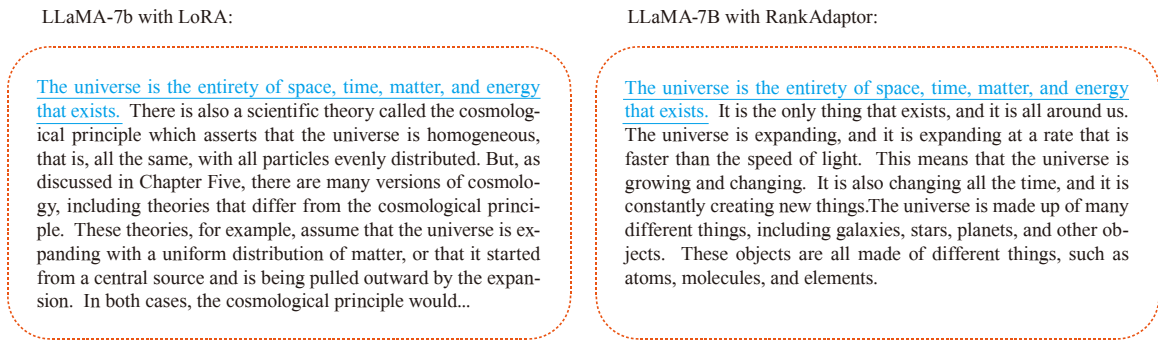 LLaMA-7b with LoRA:
The universe is the entirety of space, time, matter, and energy
that exists. There is also a scientific theory called the cosmolog-
ical principle which asserts that the universe is homogeneous,
that is, all the same, with all particles evenly distributed. But, as
discussed in Chapter Five, there are many versions of cosmolo-
gy, including theories that differ from the cosmological princi-
ple. These theories, for example, assume that the universe is ex-
panding with a uniform distribution of matter, or that it started
from a central source and is being pulled outward by the expan-
sion. In both cases, the cosmological principle would...
LLaMA-7B with RankAdaptor:
The universe is the entirety of space, time, matter, and energy
that exists. It is the only thing that exists, and it is all around us.
The universe is expanding, and it is expanding at a rate that is
faster than the speed of light. This means that the universe is
growing and changing. It is also changing all the time, and it is
constantly creating new things.The universe is made up of many
different things, including galaxies, stars, planets, and other ob-
jects. These objects are all made of different things, such as
atoms, molecules, and elements.